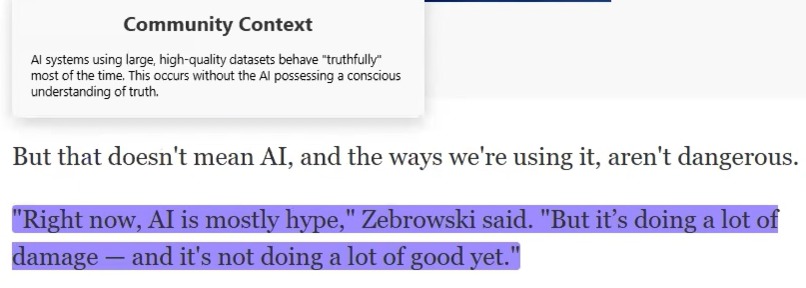 Community Context
AI systems using large, high-quality datasets behave "truthfully"
most of the time. This occurs without the AI possessing a conscious
understanding of truth.
But that doesn't mean AI, and the ways we're using it, aren't dangerous.
"Right now, AI is mostly hype," Zebrowski said. "But it’s doing a lot of
damage — and it's not doing a lot of good yet."